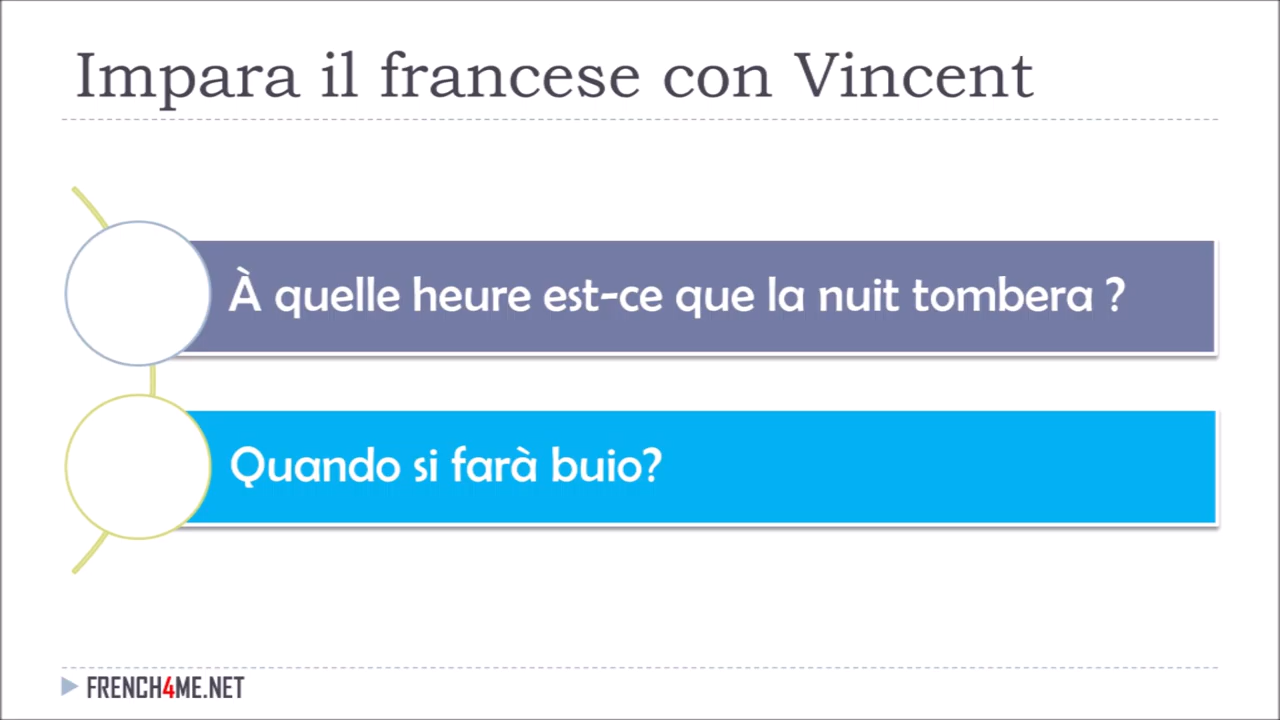 Impara il francese con Vincent
À quelle heure est-ce que la nuit tombera ?
Quando si farà buio?
FRENCH4ME.NET